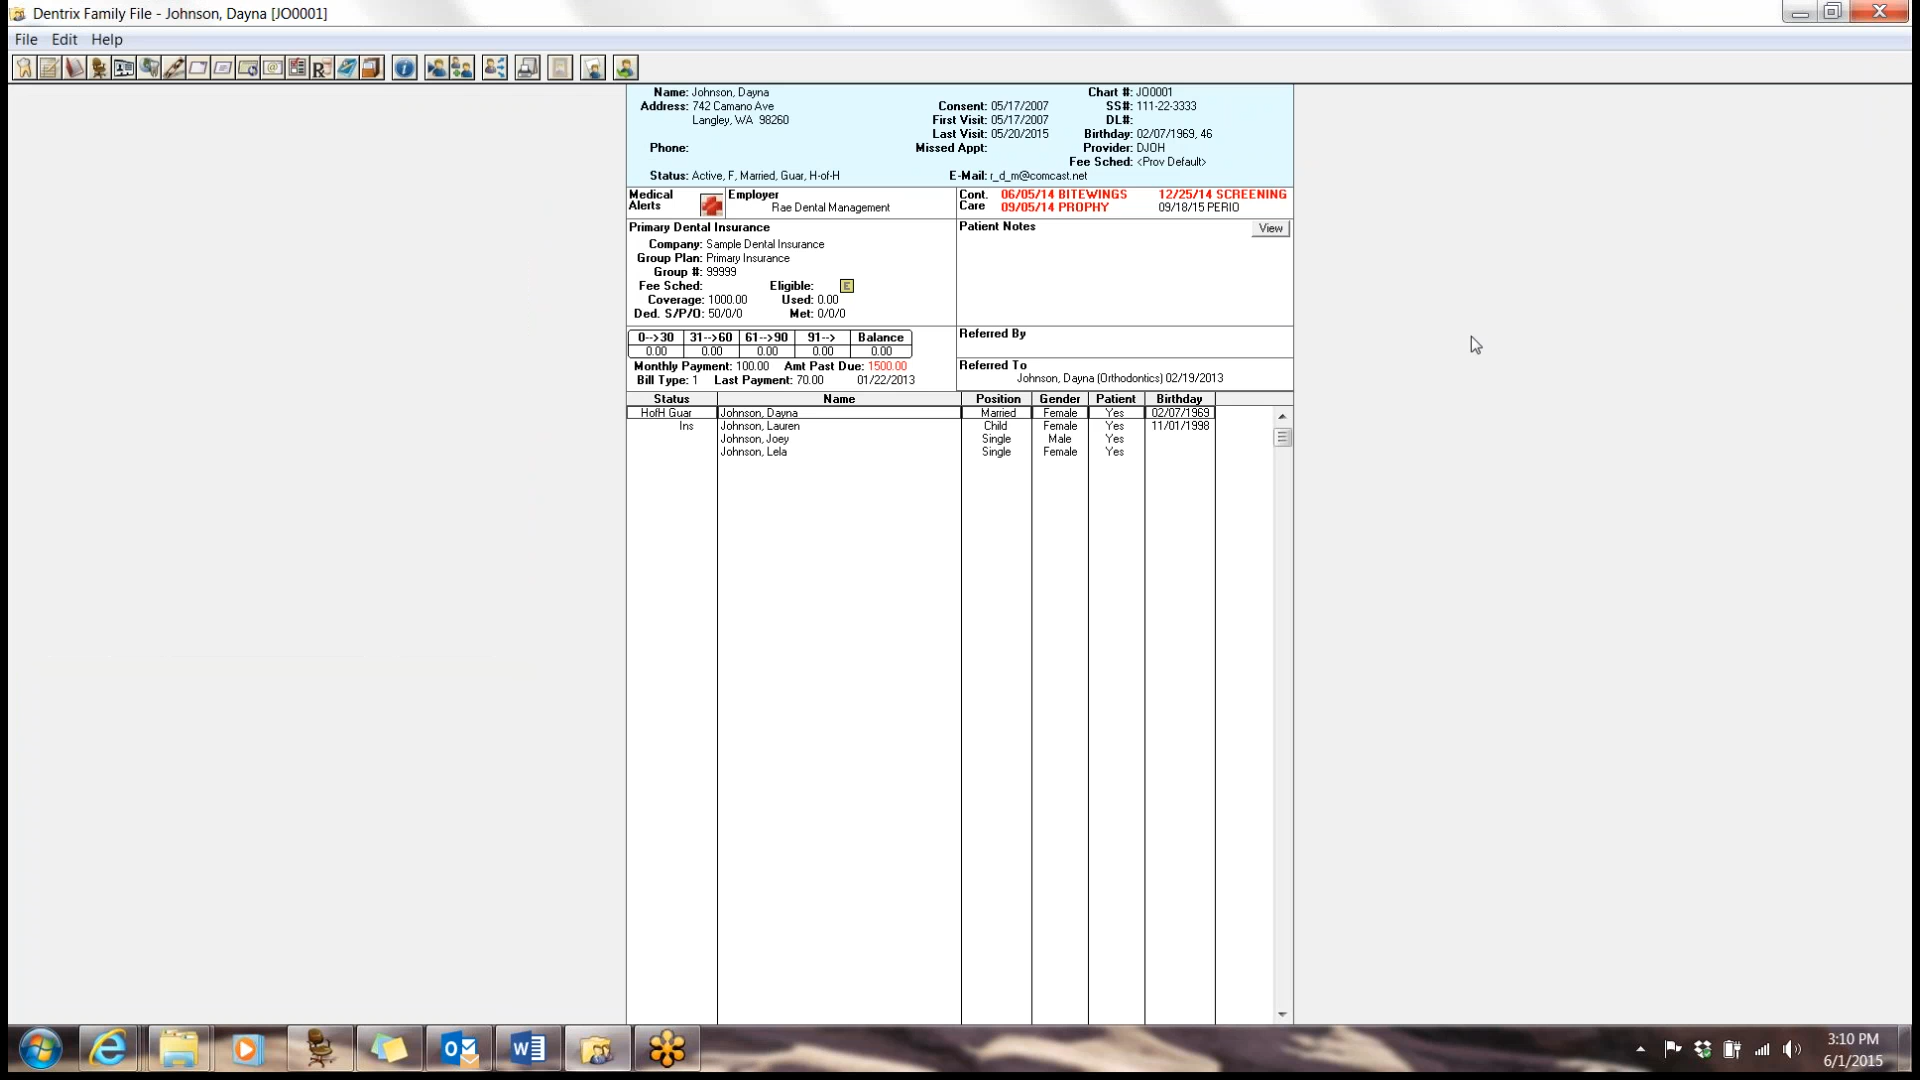 Dentrix Family File - Johnson, Dayna [JO0001]
File Edit Help
Name: Johnson, Dayna Chart #: JO0001
Address: 742 Camano Ave Consent: 05/17/2007 SS#: 111-22-3333
Langley, WA 98260 First Visit: 05/17/2007 DL#:
Last Visit: 05/20/2015 Birthday: 02/07/1969, 46
Phone: Missed Appt: Provider: DJOH
Fee Sched: <Prov Default>
Status: Active, F, Married, Guar, H-of-H E-Mail: r_d_m@comcast.net
Medical Alerts
Employer
Rae Dental Management
Cont. Care
06/05/14 BITEWINGS 12/25/14 SCREENING
09/05/14 PROPHY 09/18/15 PERIO
Primary Dental Insurance
Company: Sample Dental Insurance
Group Plan: Primary Insurance
Group #: 99999
Fee Sched: Eligible: E
Coverage: 1000.00 Used: 0.00
Ded. S/P/O: 50/0/0 Met: 0/0/0
Patient Notes View
0-->30 31-->60 61-->90 91--> Balance
0.00 0.00 0.00 0.00 0.00
Monthly Payment: 100.00 Amt Past Due: 1500.00
Bill Type: 1 Last Payment: 70.00 01/22/2013
Referred By
Referred To
Johnson, Dayna (Orthodontics) 02/19/2013
Status Name Position Gender Patient Birthday
HofH Guar Johnson, Dayna Married Female Yes 02/07/1969
Ins Johnson, Lauren Child Female Yes 11/01/1998
Johnson, Joey Single Male Yes
Johnson, Lela Single Female Yes
3:10 PM
6/1/2015